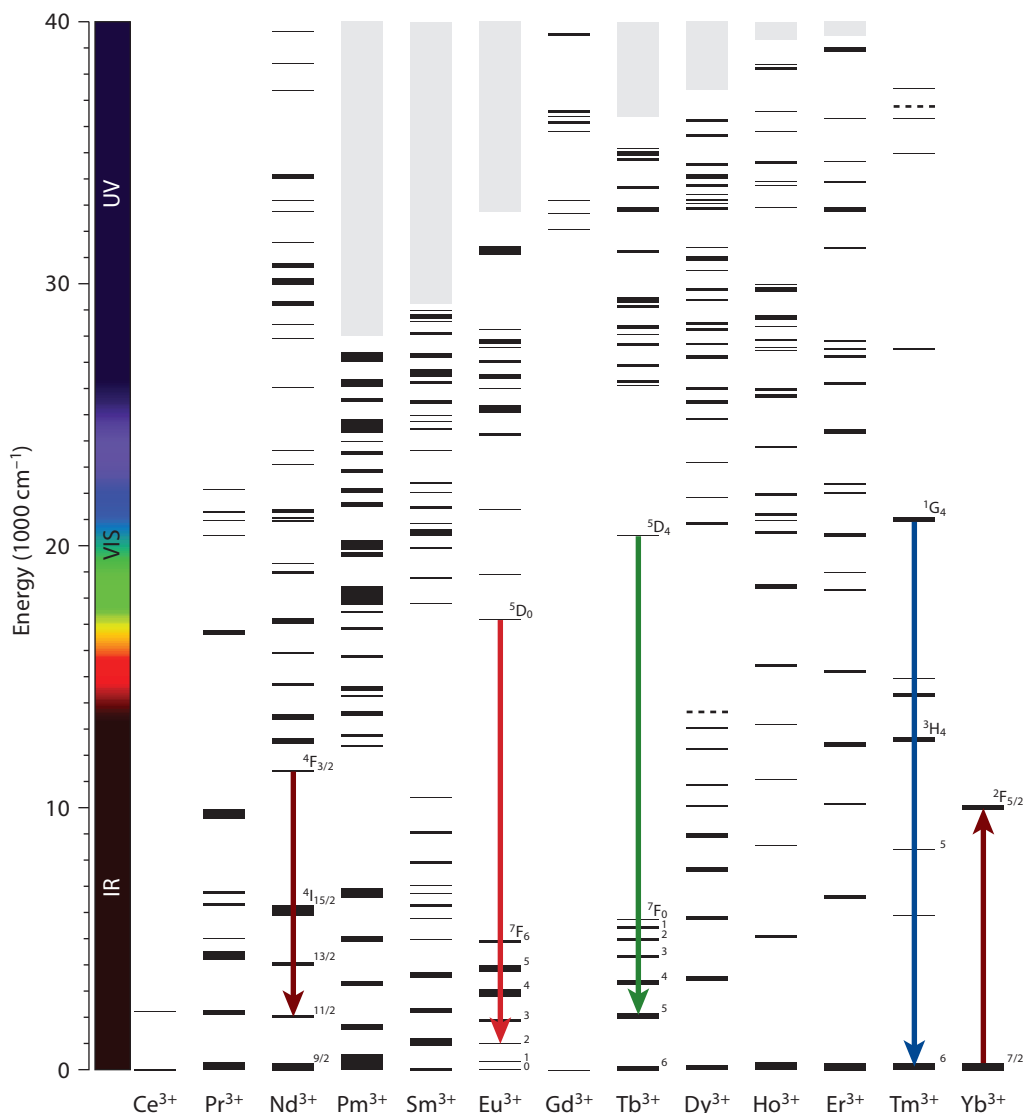 40
30
20
10
0
Energy (1000 cm⁻¹)
UV
VIS
IR
⁴F₃/₂
⁴I₁₅/₂
13/2
11/2
9/2
⁵D₀
⁷F₆
5
4
3
2
1
0
⁵D₄
⁷F₀
1
2
3
4
5
6
¹G₄
³H₄
5
6
²F₅/₂
7/2
Ce³⁺ Pr³⁺ Nd³⁺ Pm³⁺ Sm³⁺ Eu³⁺ Gd³⁺ Tb³⁺ Dy³⁺ Ho³⁺ Er³⁺ Tm³⁺ Yb³⁺